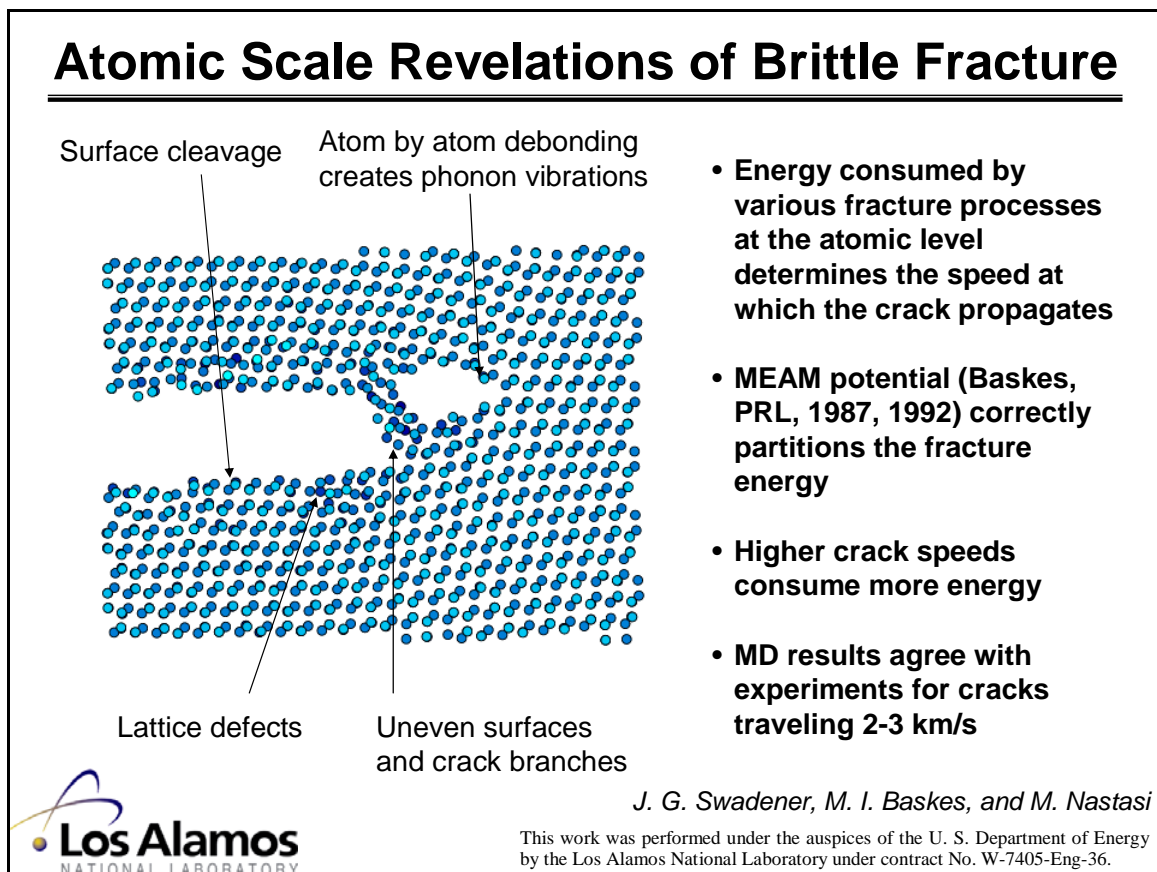 Atomic Scale Revelations of Brittle Fracture
Surface cleavage
Atom by atom debonding
creates phonon vibrations
Lattice defects
Uneven surfaces
and crack branches
• Energy consumed by
various fracture processes
at the atomic level
determines the speed at
which the crack propagates
• MEAM potential (Baskes,
PRL, 1987, 1992) correctly
partitions the fracture
energy
• Higher crack speeds
consume more energy
• MD results agree with
experiments for cracks
traveling 2-3 km/s
J. G. Swadener, M. I. Baskes, and M. Nastasi
Los Alamos
NATIONAL LABORATORY
This work was performed under the auspices of the U. S. Department of Energy
by the Los Alamos National Laboratory under contract No. W-7405-Eng-36.